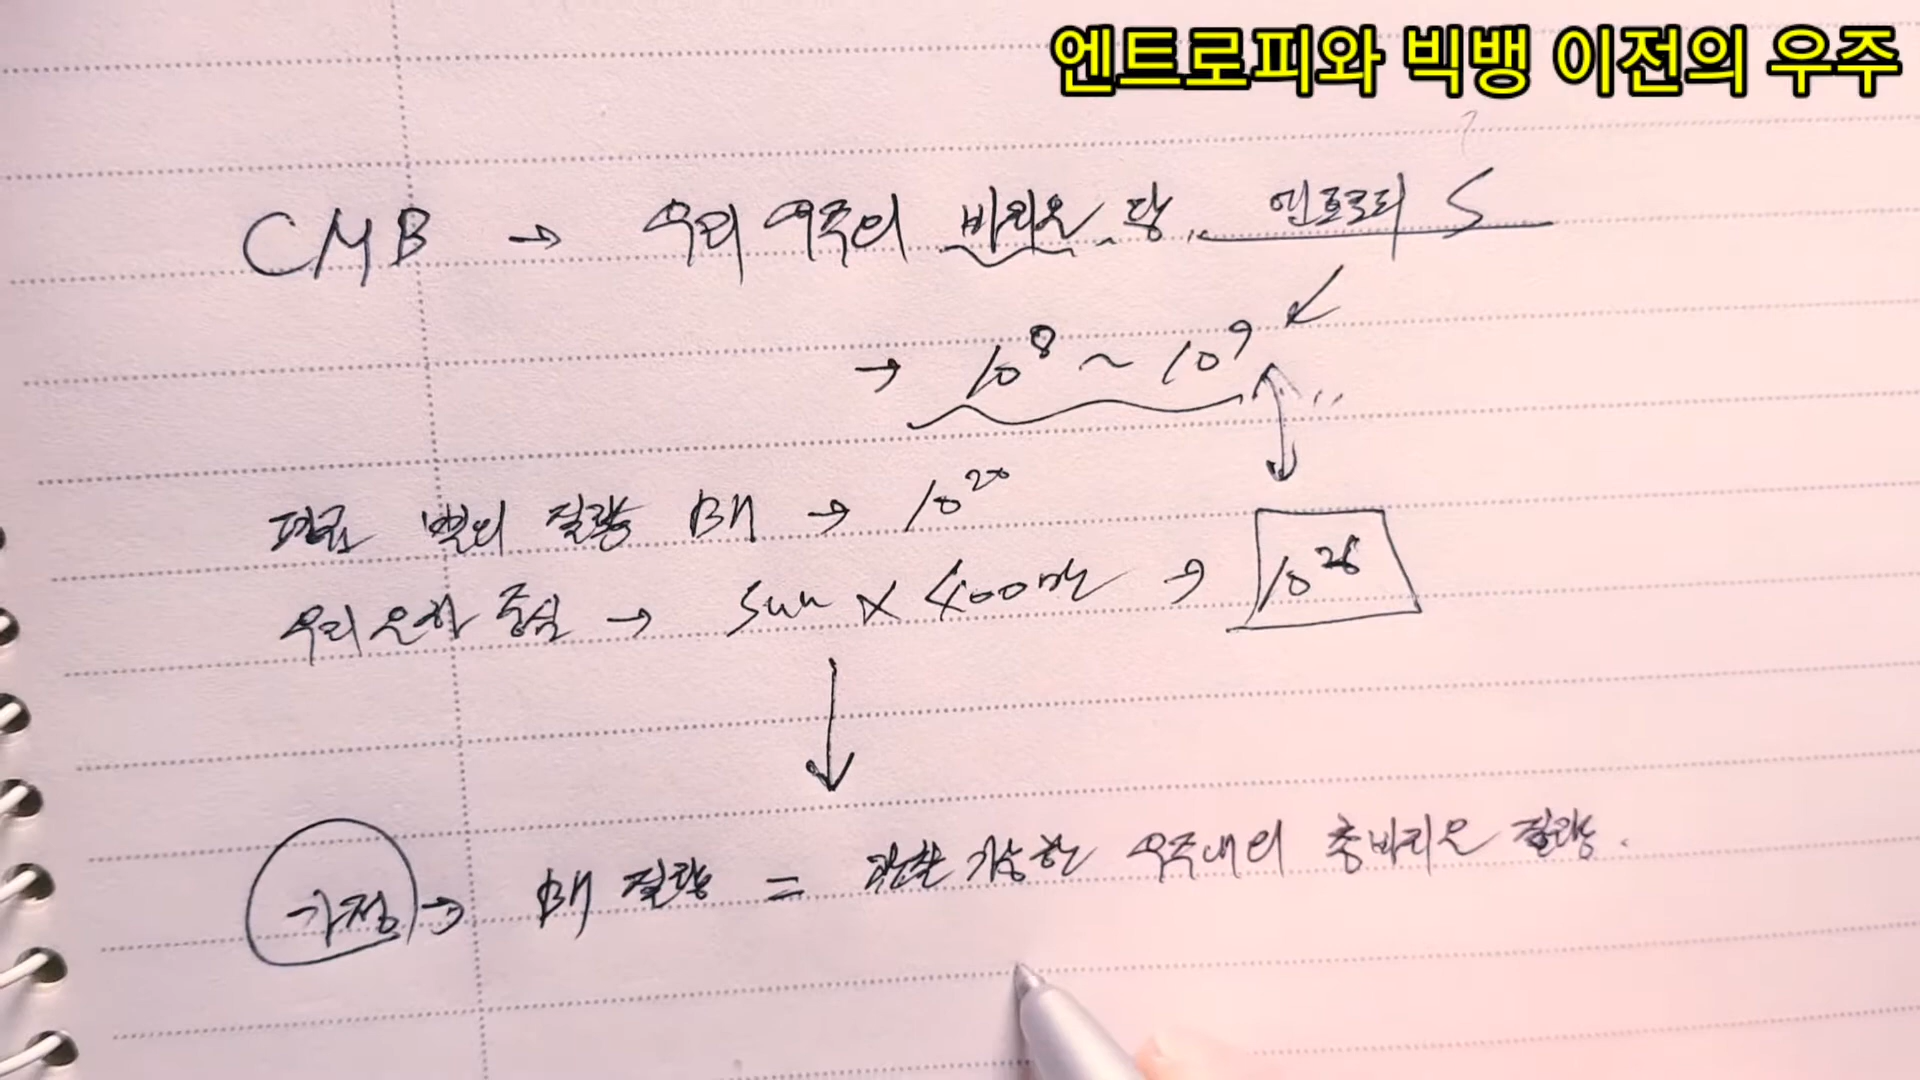 엔트로피와 빅뱅 이전의 우주
CMB → 우리 우주의 바리온 당 엔트로피 S
→ 10⁸ ~ 10⁹
별의 질량 BH → 10²⁰
우리 은하 중심 → Sun × 400만 → 10²⁶
가정 → BH 질량 = 관찰 가능한 우주내의 총바리온 질량.